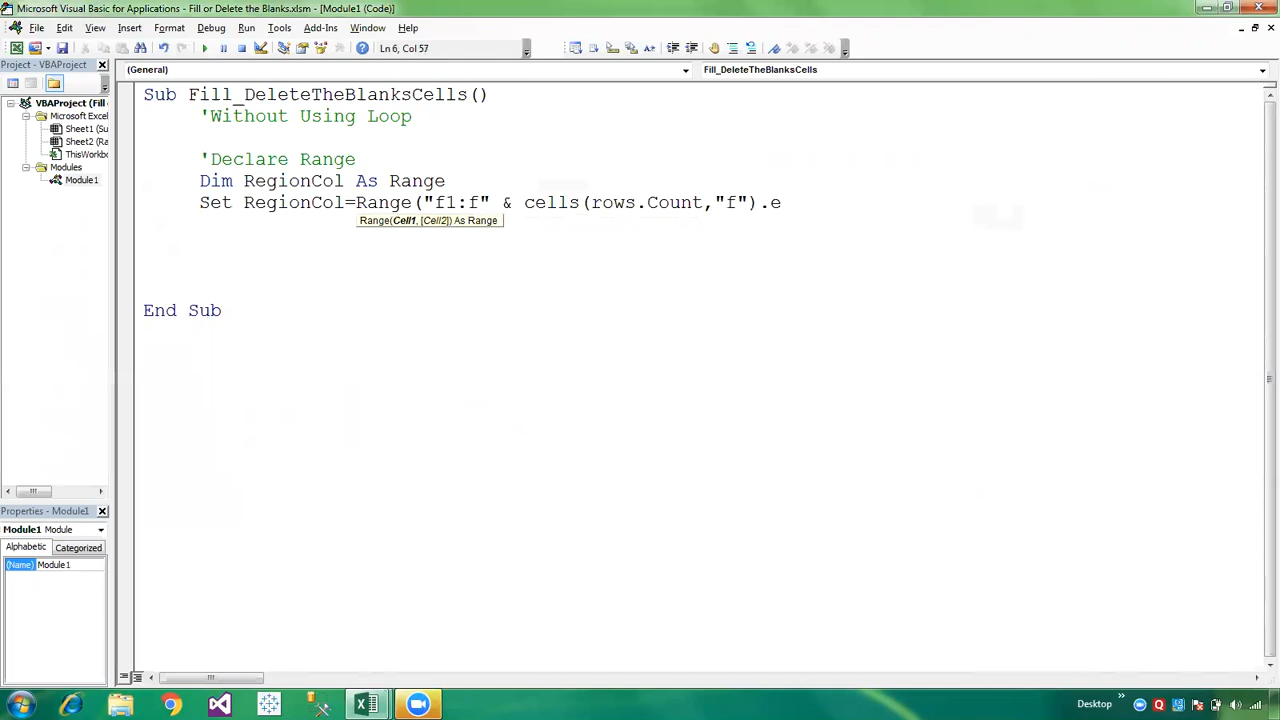 Microsoft Visual Basic for Applications - Fill or Delete the Blanks.xlsm - [Module1 (Code)]
File Edit View Insert Format Debug Run Tools Add-Ins Window Help
Ln 6, Col 57
Project - VBAProject
(General)
Fill_DeleteTheBlanksCells
VBAProject (Fill
Microsoft Excel
Sheet1 (Su
Sheet2 (Ra
ThisWorkbo
Modules
Module1
Sub Fill_DeleteTheBlanksCells()
'Without Using Loop
'Declare Range
Dim RegionCol As Range
Set RegionCol=Range("f1:f" & cells(rows.Count,"f").e
Range(Cell1, [Cell2]) As Range
End Sub
Properties - Module1
Module1 Module
Alphabetic Categorized
(Name) Module1
Desktop